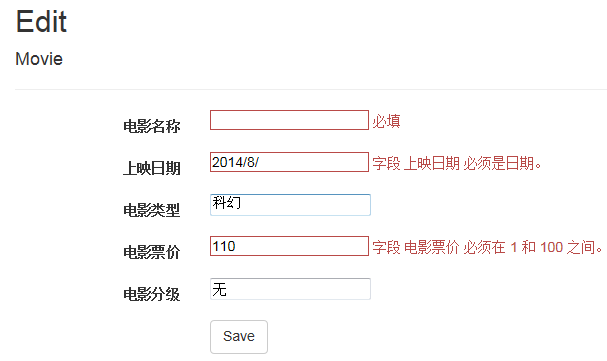 Edit
Movie
电影名称 必填
上映日期 2014/8/ 字段 上映日期 必须是日期。
电影类型 科幻
电影票价 110 字段 电影票价 必须在 1 和 100 之间。
电影分级 无
Save